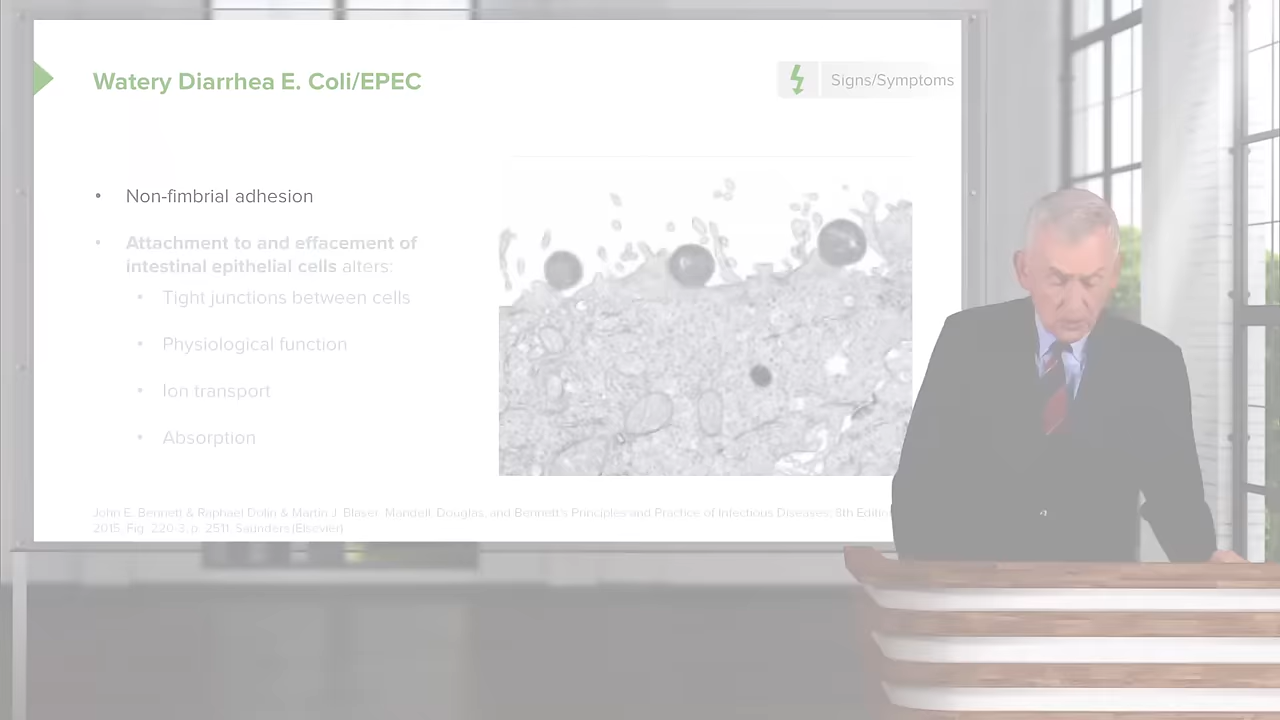 Watery Diarrhea E. Coli/EPEC
Signs/Symptoms
• Non-fimbrial adhesion
• Attachment to and effacement of
intestinal epithelial cells alters:
• Tight junctions between cells
• Physiological function
• Ion transport
• Absorption
John E. Bennett & Raphael Dolin & Martin J. Blaser. Mandell, Douglas, and Bennett's Principles and Practice of Infectious Diseases. 8th Edition
2015. Fig. 220-3, p. 2511. Saunders (Elsevier)